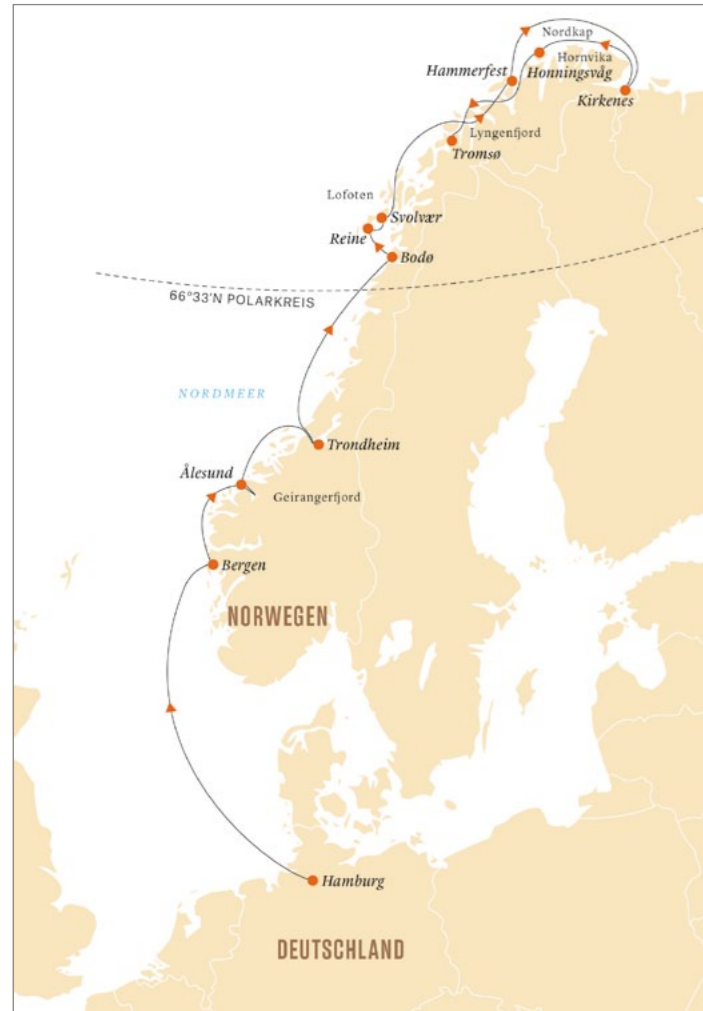 Nordkap
Hornvika
Hammerfest
Honningsvåg
Kirkenes
Lyngenfjord
Tromsø
Lofoten
Svolvær
Reine
Bodø
66°33'N POLARKREIS
NORDMEER
Trondheim
Ålesund
Geirangerfjord
Bergen
NORWEGEN
Hamburg
DEUTSCHLAND